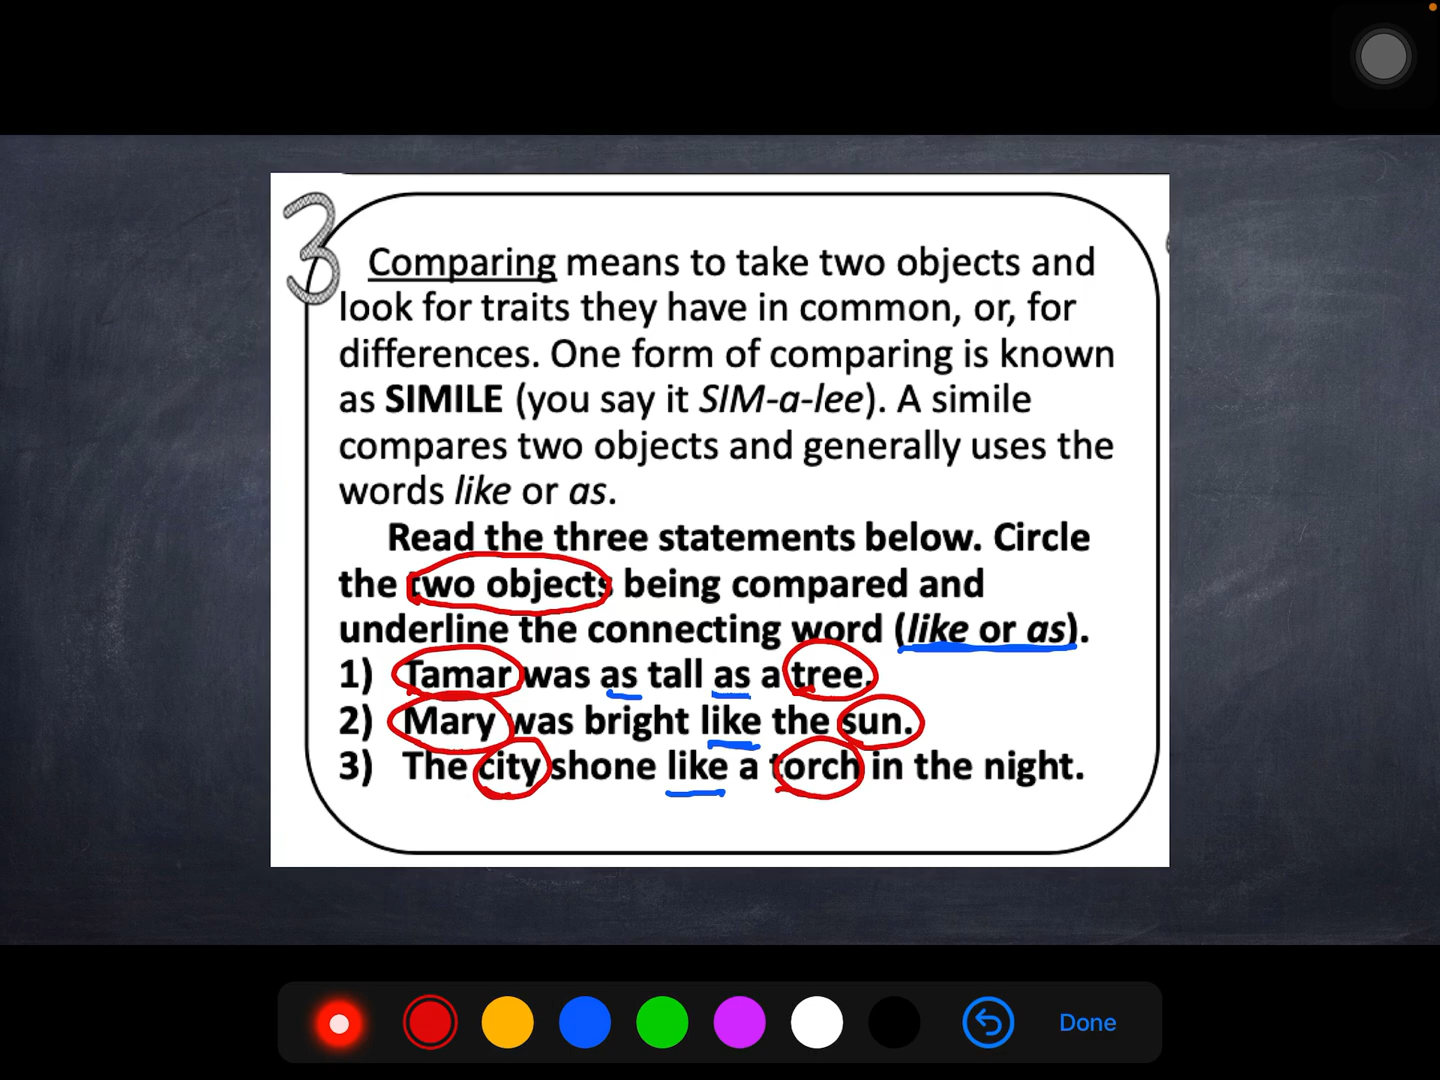 3
Comparing means to take two objects and
look for traits they have in common, or, for
differences. One form of comparing is known
as SIMILE (you say it SIM-a-lee). A simile
compares two objects and generally uses the
words like or as.
Read the three statements below. Circle
the two objects being compared and
underline the connecting word (like or as).
1) Tamar was as tall as a tree.
2) Mary was bright like the sun.
3) The city shone like a torch in the night.
Done